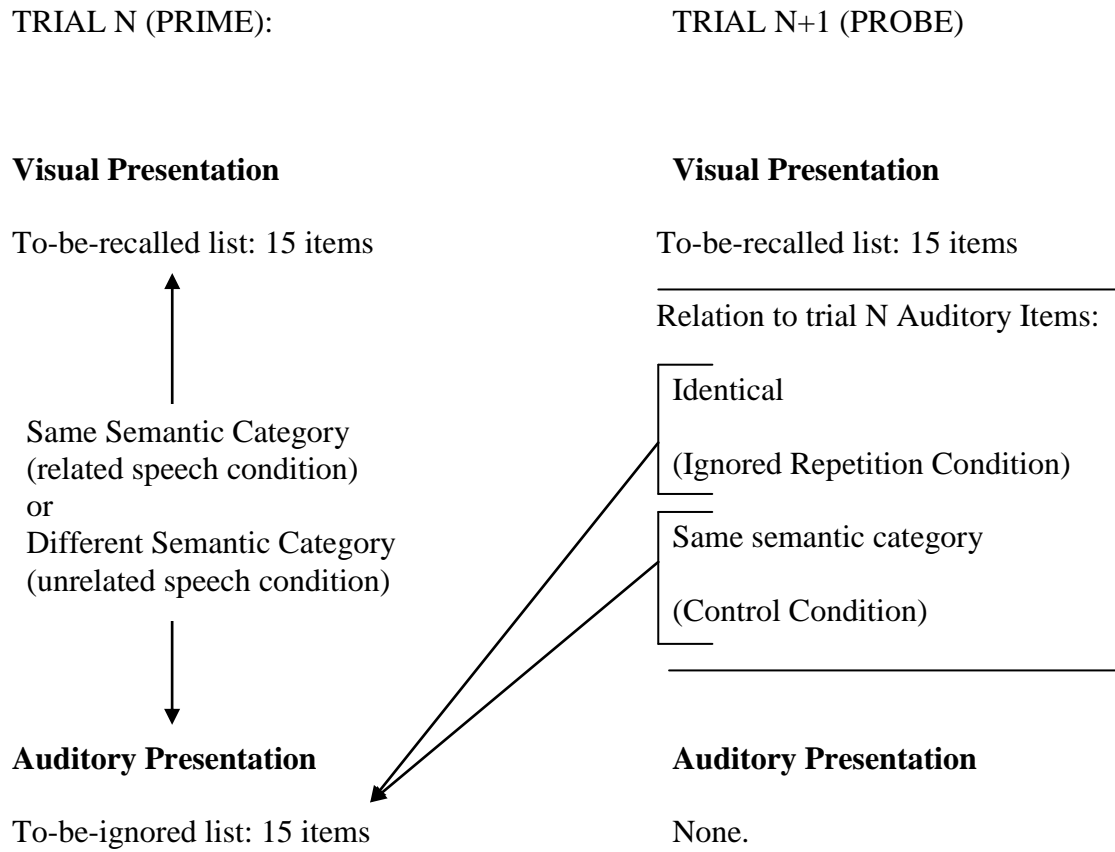 TRIAL N (PRIME):
TRIAL N+1 (PROBE)
Visual Presentation
To-be-recalled list: 15 items
Same Semantic Category
(related speech condition)
or
Different Semantic Category
(unrelated speech condition)
Auditory Presentation
To-be-ignored list: 15 items
Visual Presentation
To-be-recalled list: 15 items
Relation to trial N Auditory Items:
Identical
(Ignored Repetition Condition)
Same semantic category
(Control Condition)
Auditory Presentation
None.